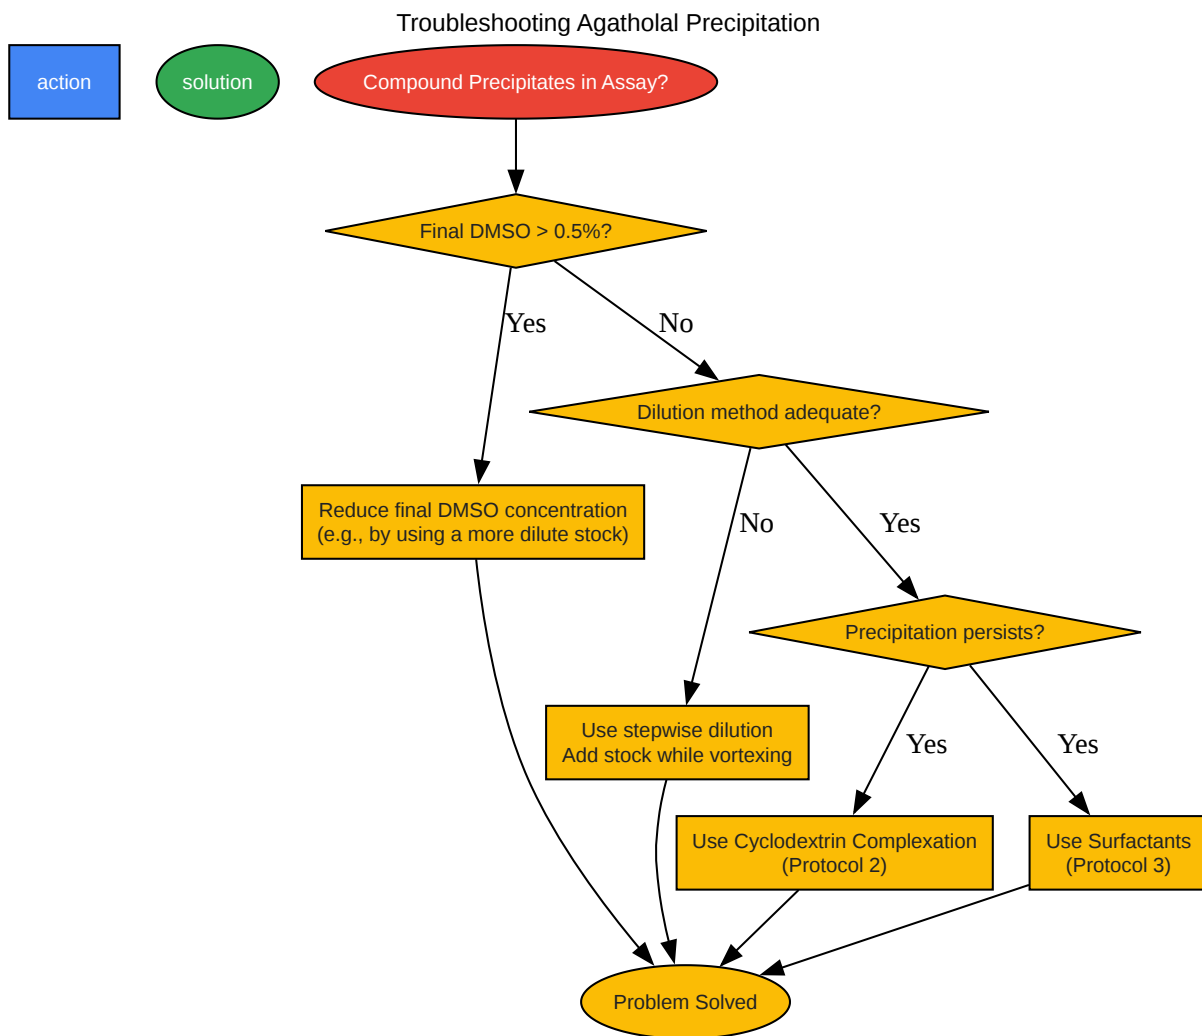 Troubleshooting Agatholal Precipitation
action
solution
Compound Precipitates in Assay?
Final DMSO > 0.5%?
Yes
No
Dilution method adequate?
Reduce final DMSO concentration
(e.g., by using a more dilute stock)
No
Yes
Precipitation persists?
Use stepwise dilution
Add stock while vortexing
Yes
Yes
Use Cyclodextrin Complexation
(Protocol 2)
Use Surfactants
(Protocol 3)
Problem Solved